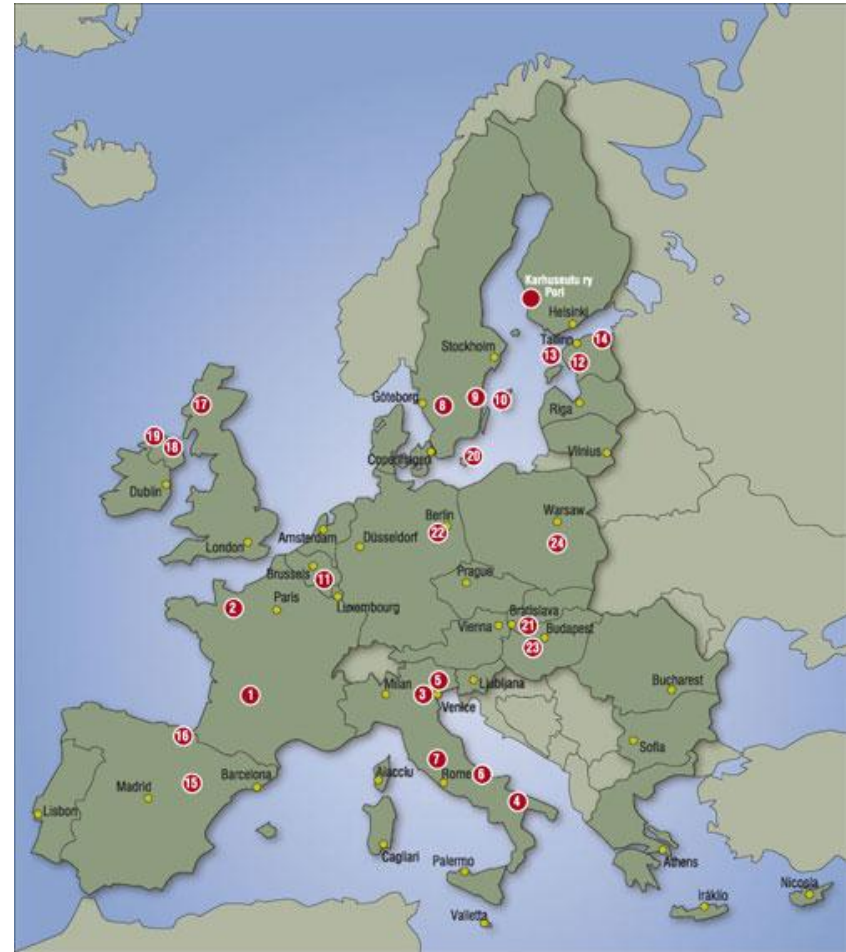 Karhuseutu ry
Pori
Helsinki
Tallinn
14
13
12
Stockholm
Göteborg
8
9
10
Riga
17
19
18
Copenhagen
20
Vilnius
Dublin
London
Amsterdam
Berlin
22
Düsseldorf
Warsaw
24
Brussels
11
Prague
2
Paris
Luxembourg
Vienna
Bratislava
21
Budapest
23
1
Milan
3
5
Ljubljana
Venice
Bucharest
16
Sofia
15
Barcelona
Madrid
7
Rome
6
Ajacciu
4
Lisbon
Cagliari
Palermo
Athens
Iráklio
Nicosia
Valletta